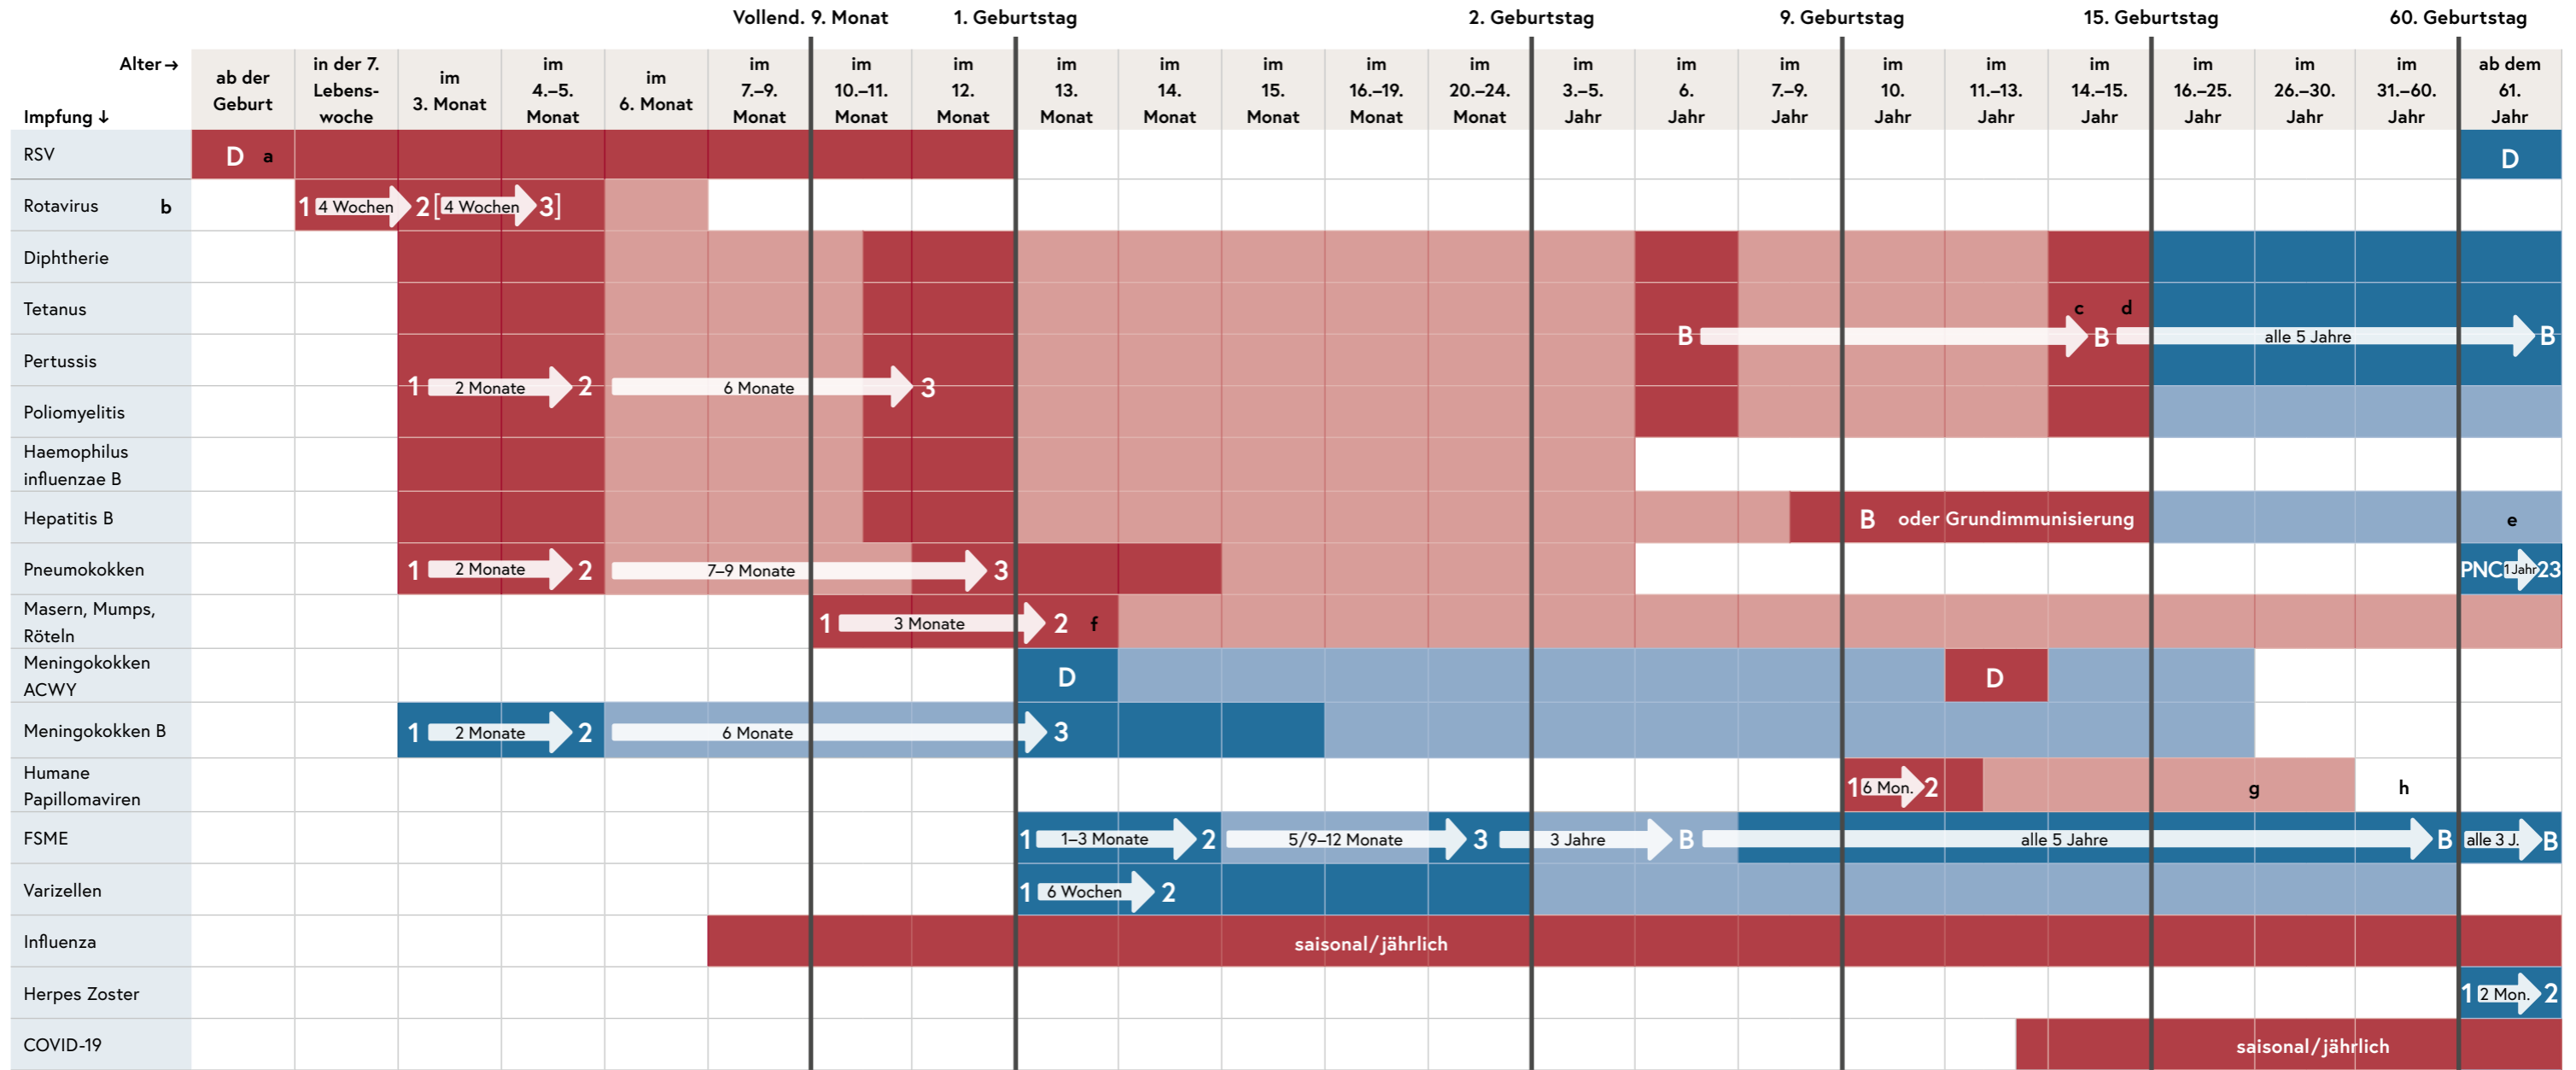 Vollend. 9. Monat 1. Geburtstag 2. Geburtstag 9. Geburtstag 15. Geburtstag 60. Geburtstag
Alter→
Impfung ↓
ab der
Geburt
in der 7.
Lebens-
woche
im
3. Monat
im
4.–5.
Monat
im
6. Monat
im
7.–9.
Monat
im
10.–11.
Monat
im
12.
Monat
im
13.
Monat
im
14.
Monat
im
15.
Monat
im
16.–19.
Monat
im
20.–24.
Monat
im
3.–5.
Jahr
im
6.
Jahr
im
7.–9.
Jahr
im
10.
Jahr
im
11.–13.
Jahr
im
14.–15.
Jahr
im
16.–25.
Jahr
im
26.–30.
Jahr
im
31.–60.
Jahr
ab dem
61.
Jahr
RSV D a D
Rotavirus b 1 4 Wochen 2 [4 Wochen 3]
Diphtherie
Tetanus c d
B B alle 5 Jahre B
Pertussis
1 2 Monate 2 6 Monate 3
Poliomyelitis
Haemophilus
influenzae B
Hepatitis B B oder Grundimmunisierung e
Pneumokokken 1 2 Monate 2 7–9 Monate 3 PNC 1 Jahr 23
Masern, Mumps,
Röteln
1 3 Monate 2 f
Meningokokken
ACWY
D D
Meningokokken B 1 2 Monate 2 6 Monate 3
Humane
Papillomaviren
1 6 Mon. 2 g h
FSME 1 1–3 Monate 2 5/9–12 Monate 3 3 Jahre B alle 5 Jahre B alle 3 J. B
Varizellen 1 6 Wochen 2
Influenza saisonal/jährlich
Herpes Zoster 1 2 Mon. 2
COVID-19 saisonal/jährlich